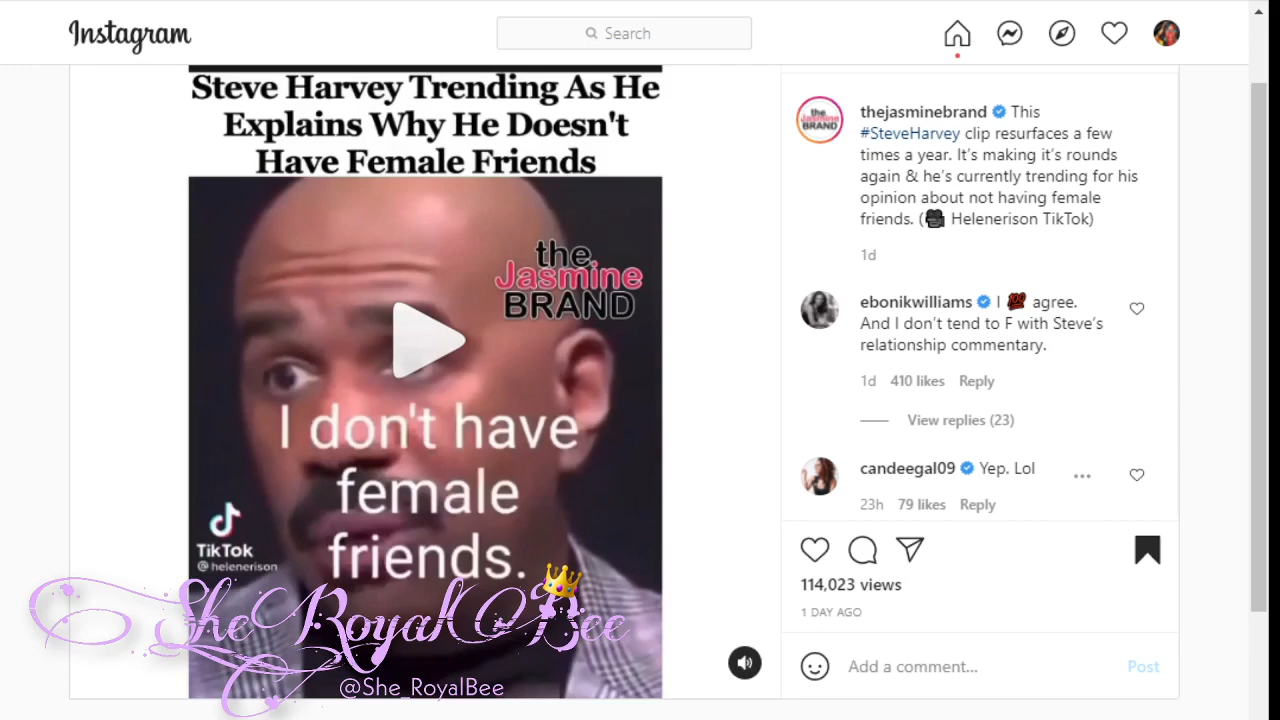 Instagram
Search
Steve Harvey Trending As He
Explains Why He Doesn't
Have Female Friends
the
Jasmine
BRAND
I don't have
female
friends.
TikTok
@helenerison
SheRoyalBee
@She_RoyalBee
the
Jasmine
BRAND
thejasminebrand This
#SteveHarvey clip resurfaces a few
times a year. It's making it's rounds
again & he's currently trending for his
opinion about not having female
friends. (🎥 Helenerison TikTok)
1d
ebonikwilliams I 💯 agree.
And I don't tend to F with Steve's
relationship commentary.
1d 410 likes Reply
View replies (23)
candeegal09 Yep. Lol
23h 79 likes Reply
114,023 views
1 DAY AGO
Add a comment... Post